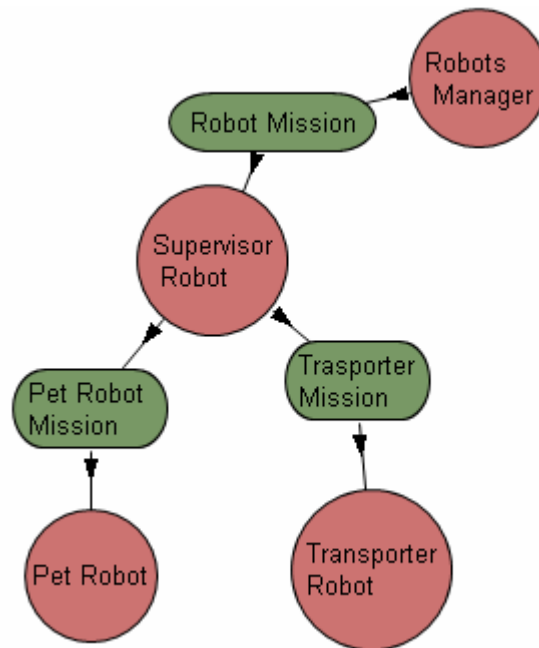 Robots
Manager
Robot Mission
Supervisor
Robot
Pet Robot
Mission
Trasporter
Mission
Pet Robot
Transporter
Robot